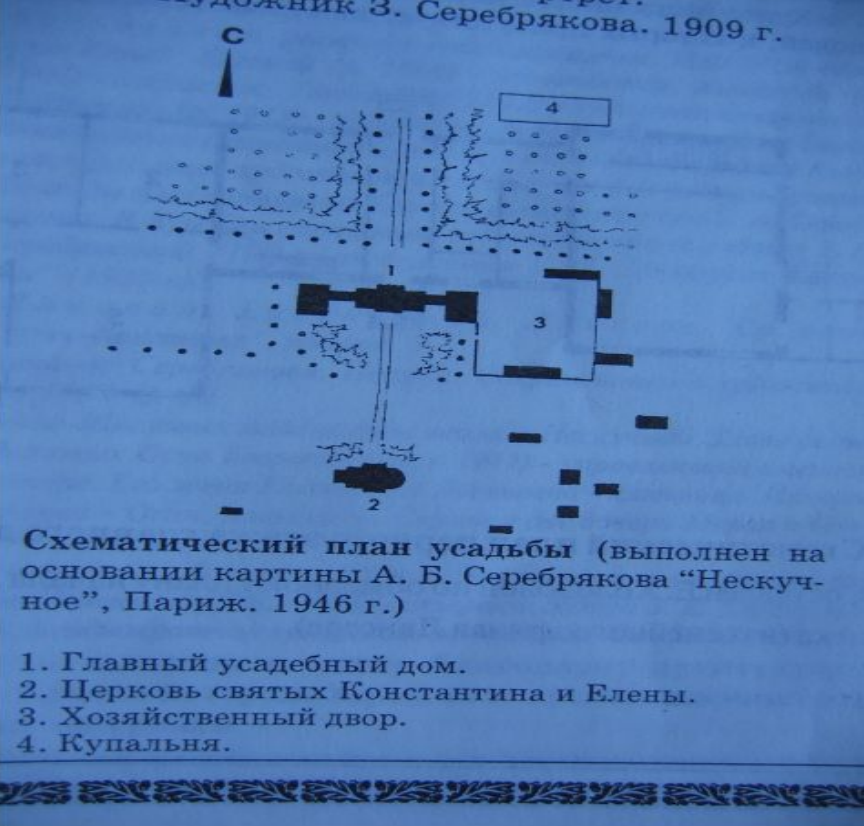 З. Серебрякова. 1909 г.
С
4
1
3
2
Схематический план усадьбы (выполнен на
основании картины А. Б. Серебрякова “Нескуч-
ное”, Париж. 1946 г.)
1. Главный усадебный дом.
2. Церковь святых Константина и Елены.
3. Хозяйственный двор.
4. Купальня.